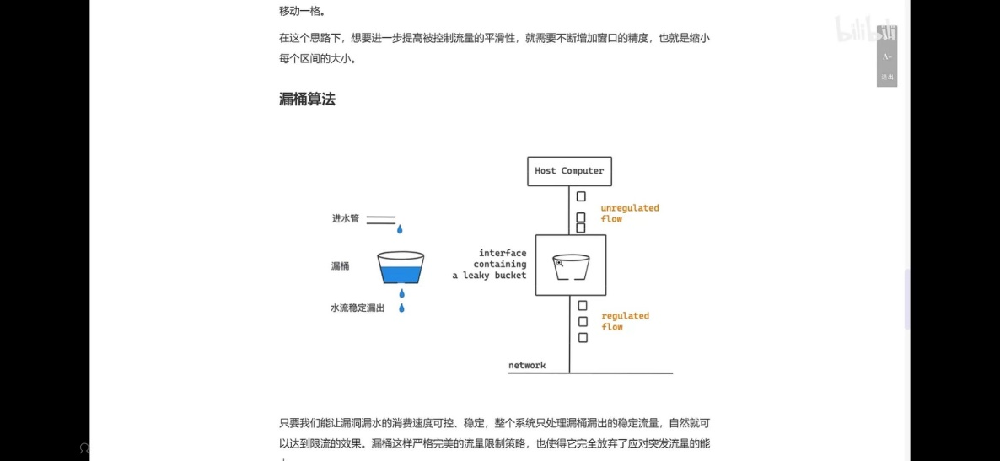 移动一格。
bilibili
在这个思路下，想要进一步提高被控制流量的平滑性，就需要不断增加窗口的精度，也就是缩小
每个区间的大小。
A-
退出
漏桶算法
Host Computer
unregulated
flow
进水管
interface
containing
a leaky bucket
漏桶
水流稳定漏出
regulated
flow
network
只要我们能让漏洞漏水的消费速度可控、稳定，整个系统只处理漏桶漏出的稳定流量，自然就可
以达到限流的效果。漏桶这样严格完美的流量限制策略，也使得它完全放弃了应对突发流量的能